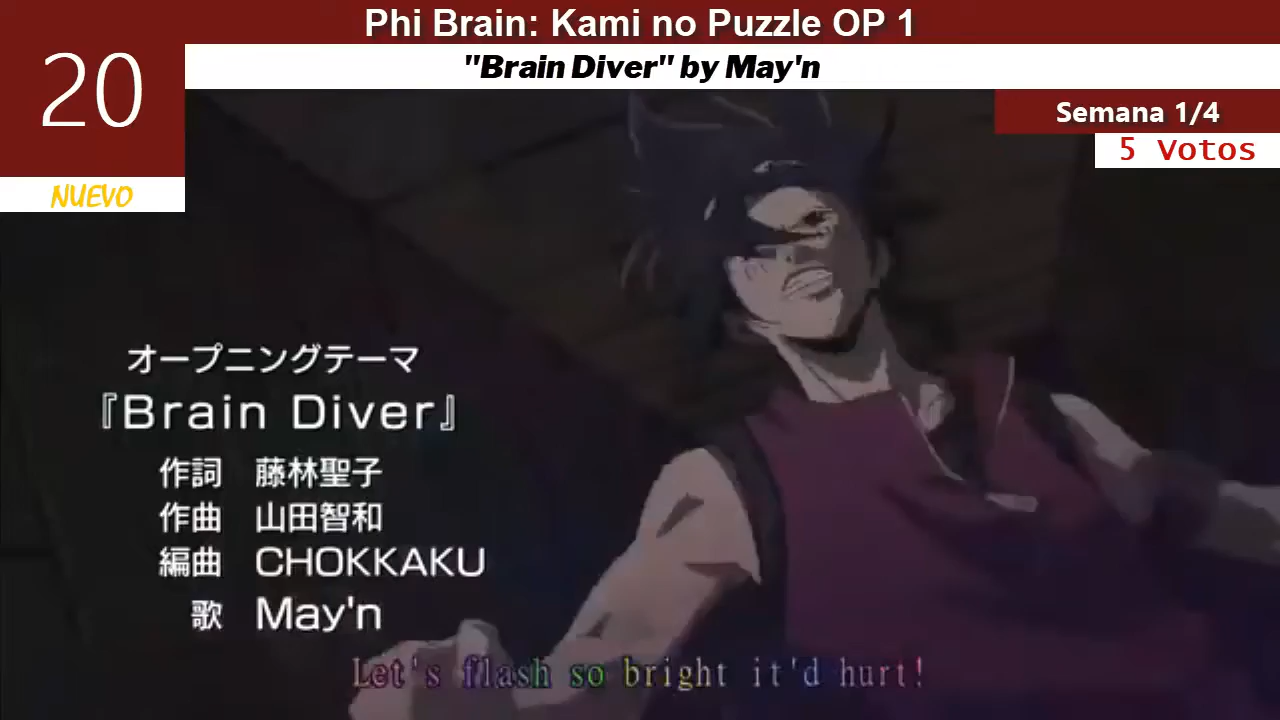 Phi Brain: Kami no Puzzle OP 1
20
"Brain Diver" by May'n
Semana 1/4
5 Votos
NUEVO
オープニングテーマ
『Brain Diver』
作詞 藤林聖子
作曲 山田智和
編曲 CHOKKAKU
歌 May'n
Let's flash so bright it'd hurt!